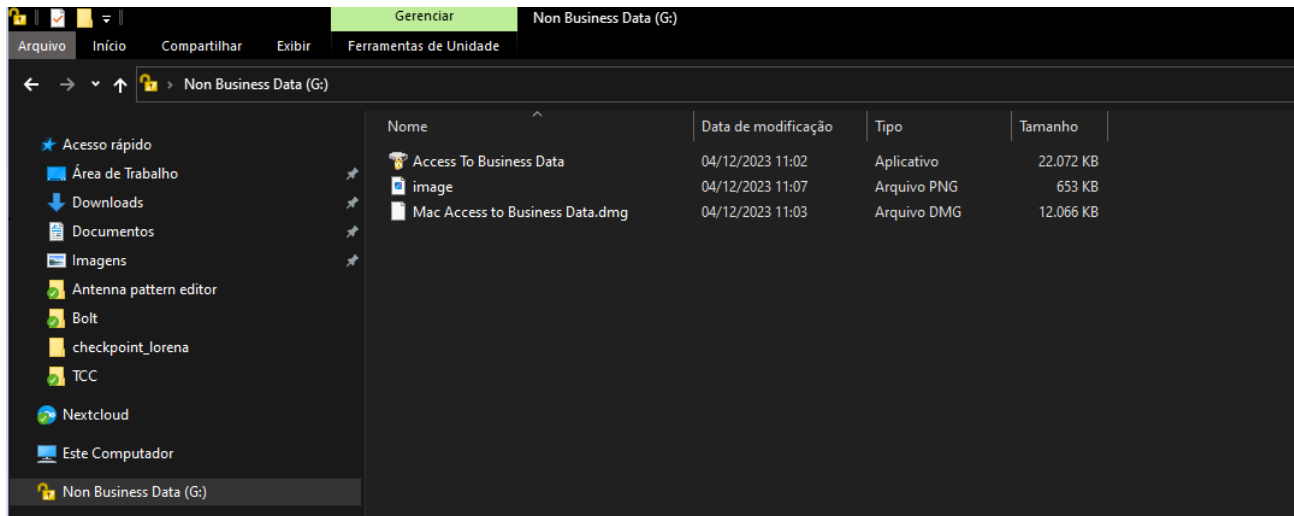 Gerenciar Non Business Data (G:)
Arquivo Início Compartilhar Exibir Ferramentas de Unidade
Non Business Data (G:)
Nome Data de modificação Tipo Tamanho
Acesso rápido
Área de Trabalho
Downloads
Documentos
Imagens
Antenna pattern editor
Bolt
checkpoint_lorena
TCC
Nextcloud
Este Computador
Non Business Data (G:)
Access To Business Data 04/12/2023 11:02 Aplicativo 22.072 KB
image 04/12/2023 11:07 Arquivo PNG 653 KB
Mac Access to Business Data.dmg 04/12/2023 11:03 Arquivo DMG 12.066 KB